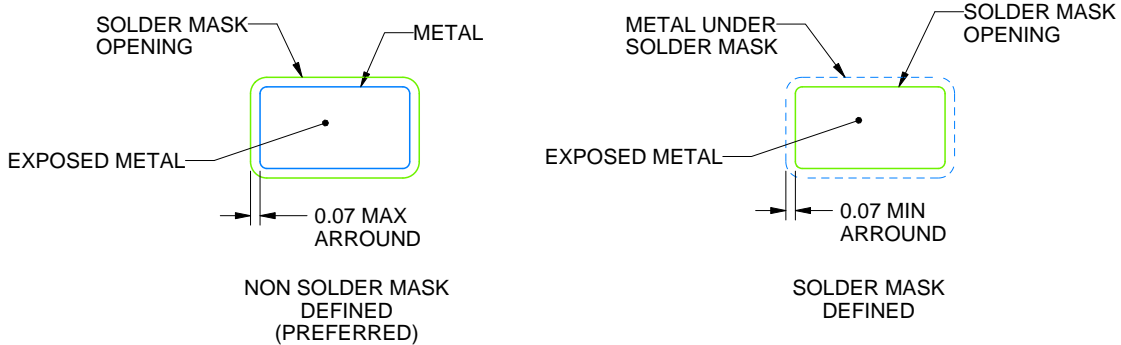 SOLDER MASK
OPENING
METAL
EXPOSED METAL
0.07 MAX
ARROUND
NON SOLDER MASK
DEFINED
(PREFERRED)
METAL UNDER
SOLDER MASK
SOLDER MASK
OPENING
EXPOSED METAL
0.07 MIN
ARROUND
SOLDER MASK
DEFINED